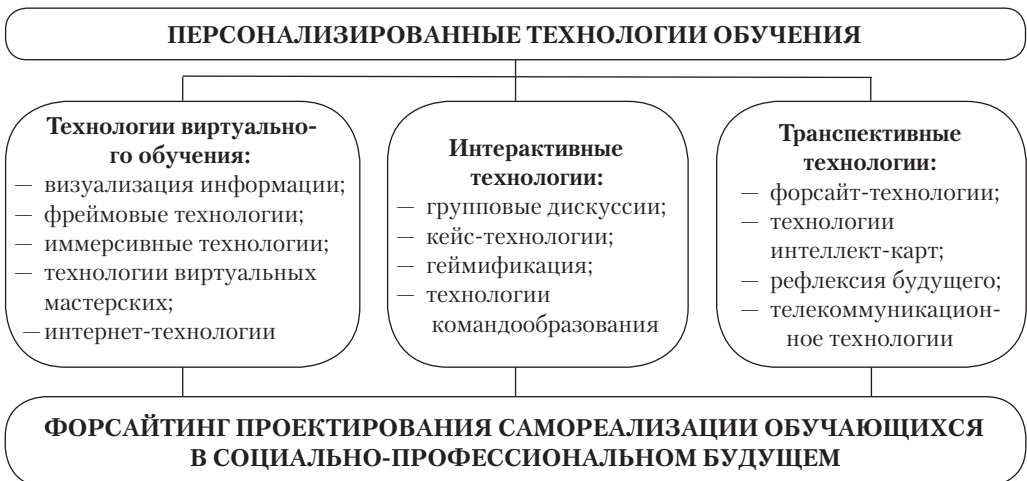 ПЕРСОНАЛИЗИРОВАННЫЕ ТЕХНОЛОГИИ ОБУЧЕНИЯ
Технологии виртуально-
го обучения:
— визуализация информации;
— фреймовые технологии;
— иммерсивные технологии;
— технологии виртуальных
мастерских;
— интернет-технологии
Интерактивные
технологии:
— групповые дискуссии;
— кейс-технологии;
— геймификация;
— технологии
командообразования
Транспективные
технологии:
— форсайт-технологии;
— технологии
интеллект-карт;
— рефлексия будущего;
— телекоммуникацион-
ное технологии
ФОРСАЙТИНГ ПРОЕКТИРОВАНИЯ САМОРЕАЛИЗАЦИИ ОБУЧАЮЩИХСЯ
В СОЦИАЛЬНО-ПРОФЕССИОНАЛЬНОМ БУДУЩЕМ